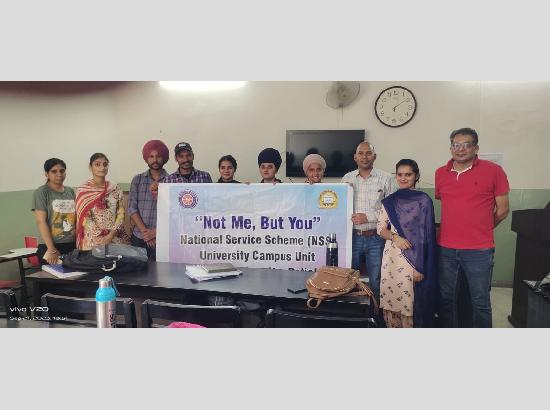 "Not Me, But You"
National Service Scheme (NSS)
University Campus Unit
vivo V20